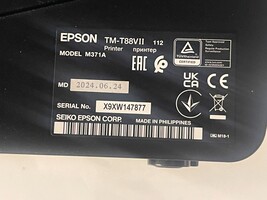 EPSON TM-T88VII 112
Printer принтер
MODEL M371A
EAC
UK CA
MD 2024.06.24
SERIAL No. X9XW147877
SEIKO EPSON CORP. MADE IN PHILIPPINES